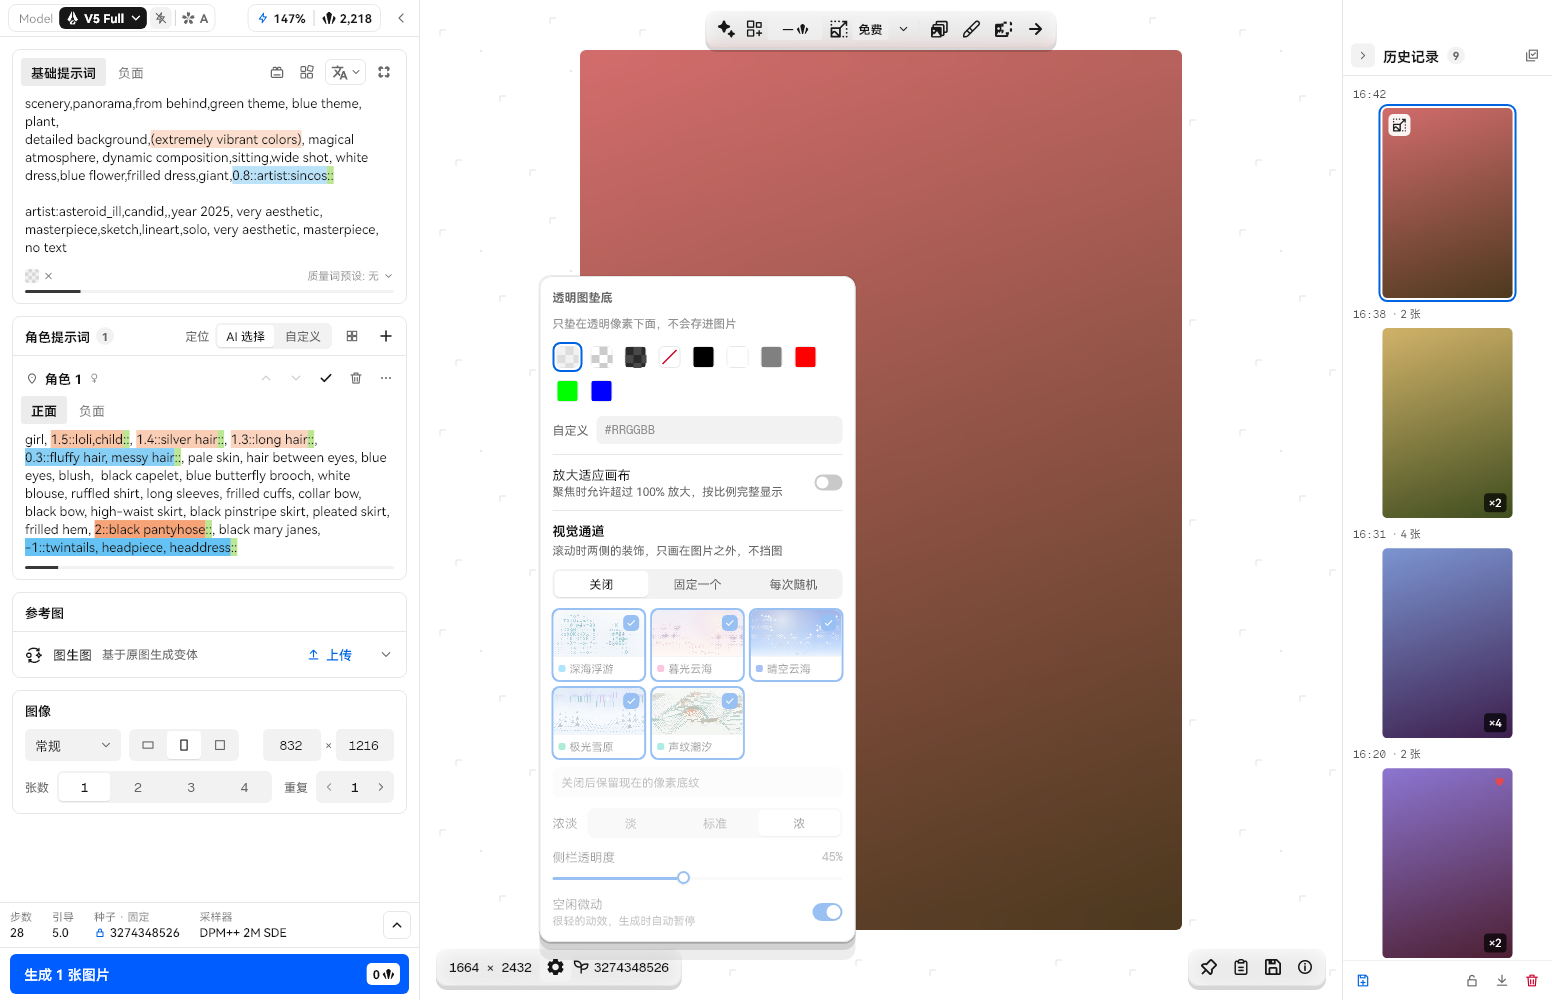 Model
V5 Full
A
147%
2,218
基础提示词
负面
scenery,panorama,from behind,green theme, blue theme,
plant,
detailed background,(extremely vibrant colors), magical
atmosphere, dynamic composition,sitting,wide shot, white
dress,blue flower,frilled dress,giant,0.8::artist:sincos::
artist:asteroid_ill,candid,,year 2025, very aesthetic,
masterpiece,sketch,lineart,solo, very aesthetic, masterpiece,
no text
质量词预设: 无
角色提示词 1
定位
AI 选择
自定义
角色 1
正面
负面
girl, 1.5::loli,child::, 1.4::silver hair::, 1.3::long hair::,
0.3::fluffy hair, messy hair::, pale skin, hair between eyes, blue
eyes, blush,  black capelet, blue butterfly brooch, white
blouse, ruffled shirt, long sleeves, frilled cuffs, collar bow,
black bow, high-waist skirt, black pinstripe skirt, pleated skirt,
frilled hem, 2::black pantyhose::, black mary janes,
-1::twintails, headpiece, headdress::
参考图
图生图 基于原图生成变体
上传
图像
常规
832 × 1216
张数 1 2 3 4
重复 1
步数 引导 种子 · 固定 采样器
28 5.0 3274348526 DPM++ 2M SDE
生成 1 张图片
0
免费
透明图垫底
只垫在透明像素下面，不会存进图片
自定义 #RRGGBB
放大适应画布
聚焦时允许超过 100% 放大，按比例完整显示
视觉通道
滚动时两侧的装饰，只画在图片之外，不挡图
关闭 固定一个 每次随机
深海浮游 暮光云海 晴空云海
极光雪原 声纹潮汐
关闭后保留现在的像素底纹
浓淡 淡 标准 浓
侧栏透明度 45%
空闲微动
很轻的动效，生成时自动暂停
1664 × 2432
3274348526
历史记录 9
16:42
16:38 · 2 张
×2
16:31 · 4 张
×4
16:20 · 2 张
×2